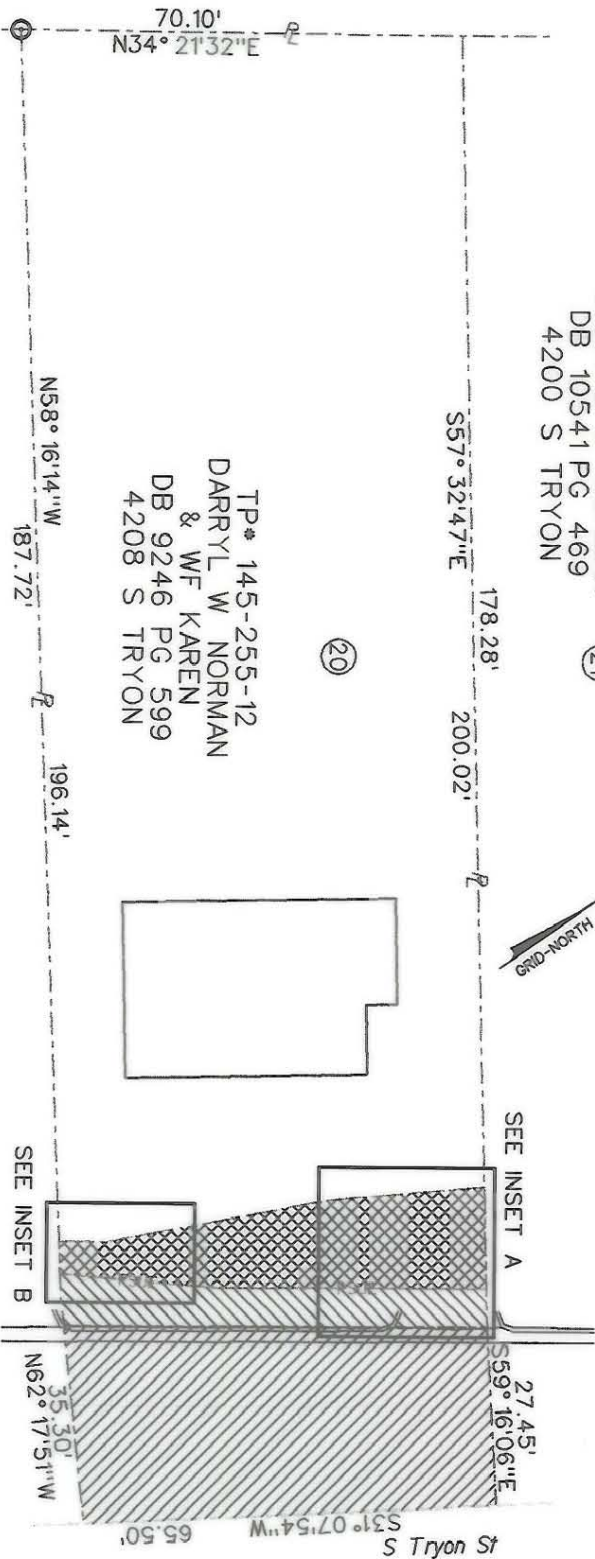 70.10'
N34° 21'32"E
PL
DB 10541 PG 469
4200 S TRYON
S57° 32'47"E
178.28'
200.02'
PL
20
TP# 145-255-12
DARRYL W NORMAN
& WF KAREN
DB 9246 PG 599
4208 S TRYON
N58° 16'14"W
187.72'
PL
196.14'
GRID-NORTH
SEE INSET A
SEE INSET B
27.45'
S59° 16'06"E
35.30'
N62° 17'51"W
S31° 07'54"W
65.50'
S Tryon St